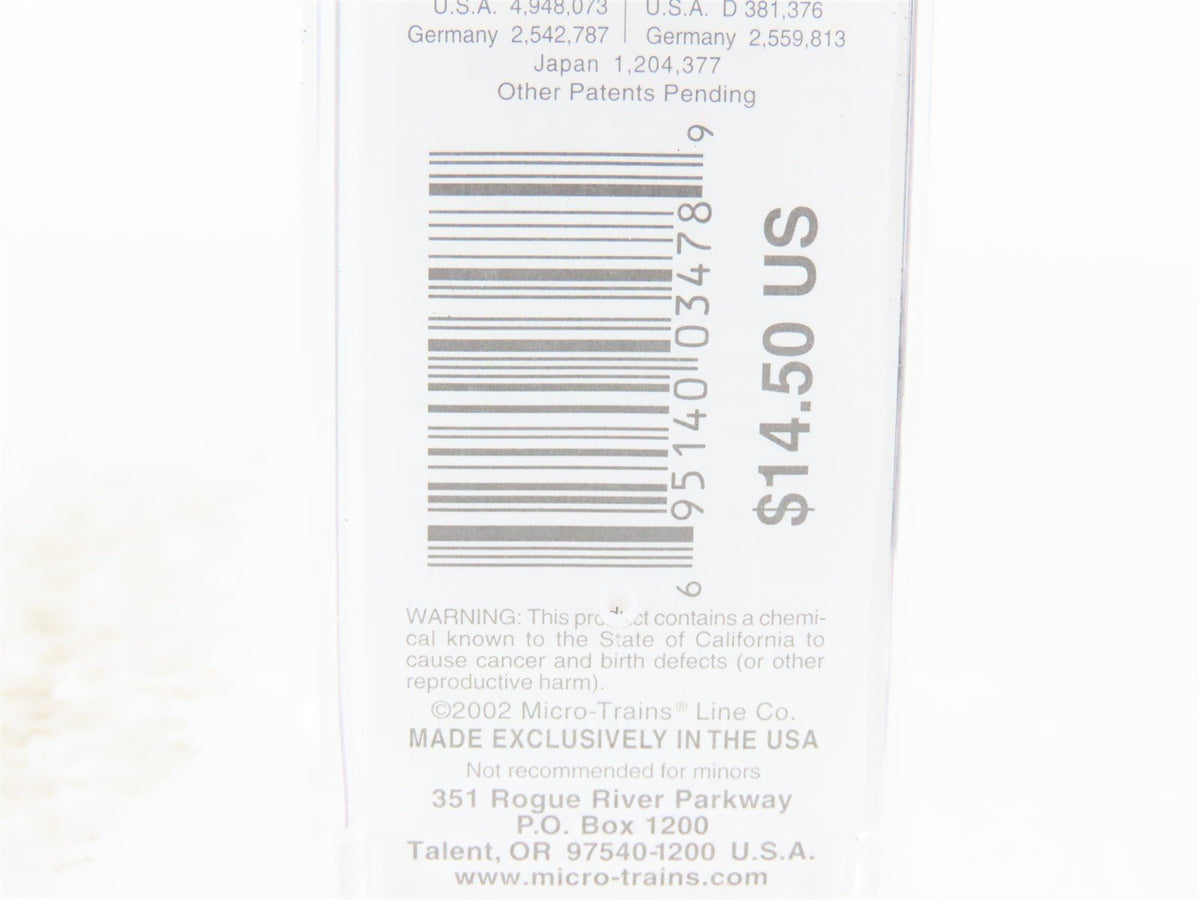 U.S.A. 4,948,073 | U.S.A. D 381,376
Germany 2,542,787 | Germany 2,559,813
Japan 1,204,377
Other Patents Pending
6 95140 03478 9
$14.50 US
WARNING: This product contains a chemi-
cal known to the State of California to
cause cancer and birth defects (or other
reproductive harm).
©2002 Micro-Trains® Line Co.
MADE EXCLUSIVELY IN THE USA
Not recommended for minors
351 Rogue River Parkway
P.O. Box 1200
Talent, OR 97540-1200 U.S.A.
www.micro-trains.com